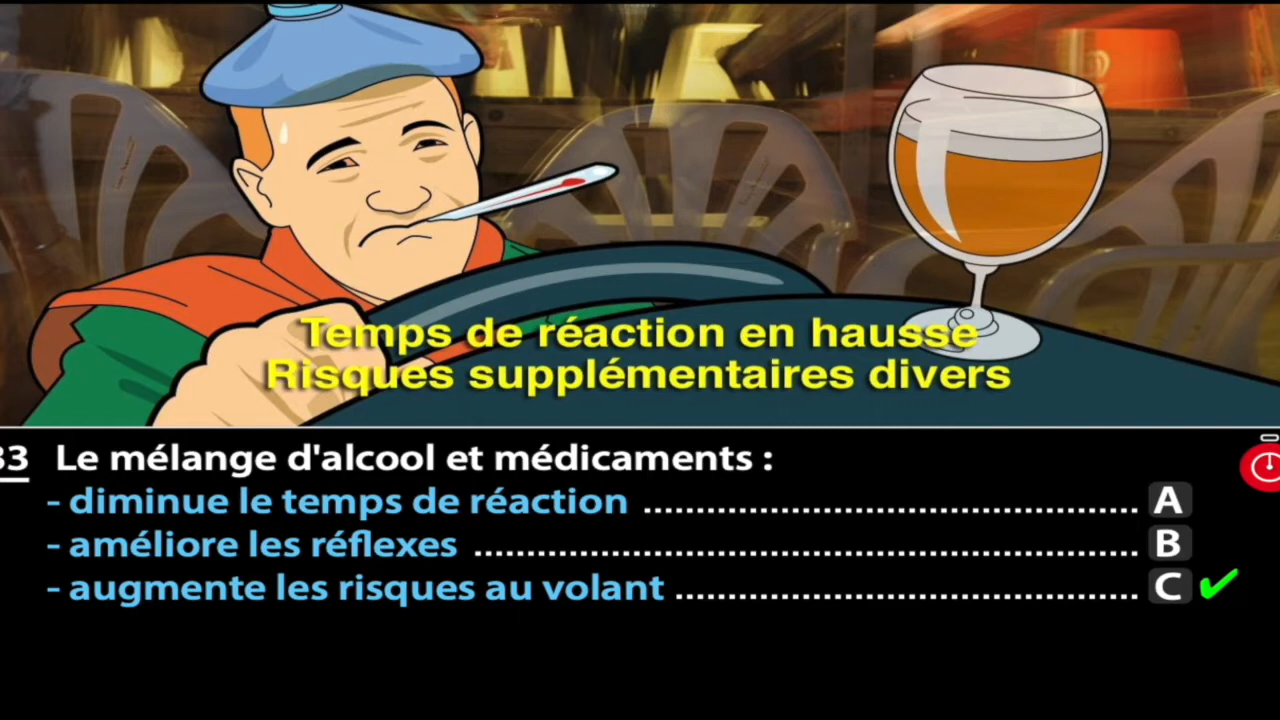 Temps de réaction en hausse
Risques supplémentaires divers
33 Le mélange d'alcool et médicaments :
- diminue le temps de réaction .......................................................... A
- améliore les réflexes .............................................................................. B
- augmente les risques au volant ...................................................... C